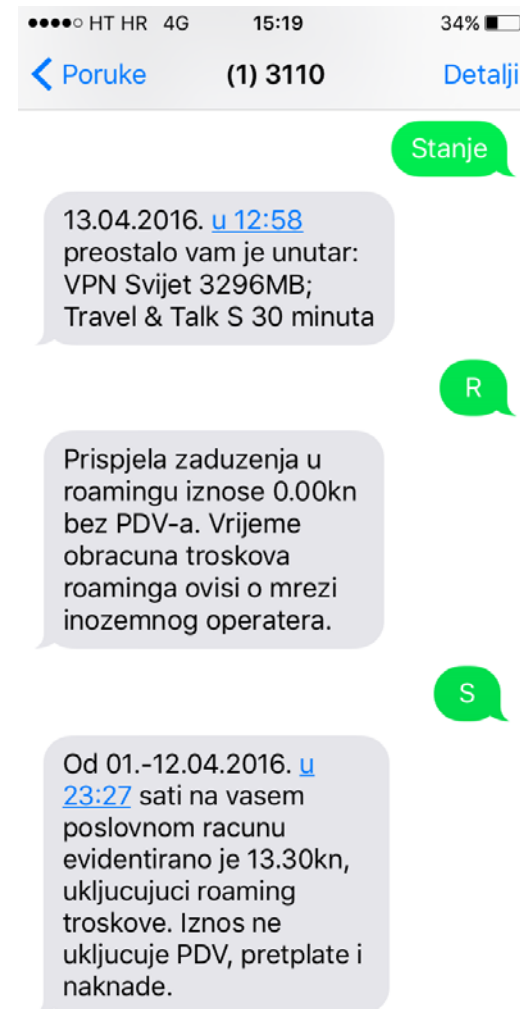 HT HR 4G 15:19 34%
Poruke (1) 3110 Detalji
Stanje
13.04.2016. u 12:58
preostalo vam je unutar:
VPN Svijet 3296MB;
Travel & Talk S 30 minuta
R
Prispjela zaduzenja u
roamingu iznose 0.00kn
bez PDV-a. Vrijeme
obracuna troskova
roaminga ovisi o mrezi
inozemnog operatera.
S
Od 01.-12.04.2016. u
23:27 sati na vasem
poslovnom racunu
evidentirano je 13.30kn,
ukljucujuci roaming
troskove. Iznos ne
ukljucuje PDV, pretplate i
naknade.